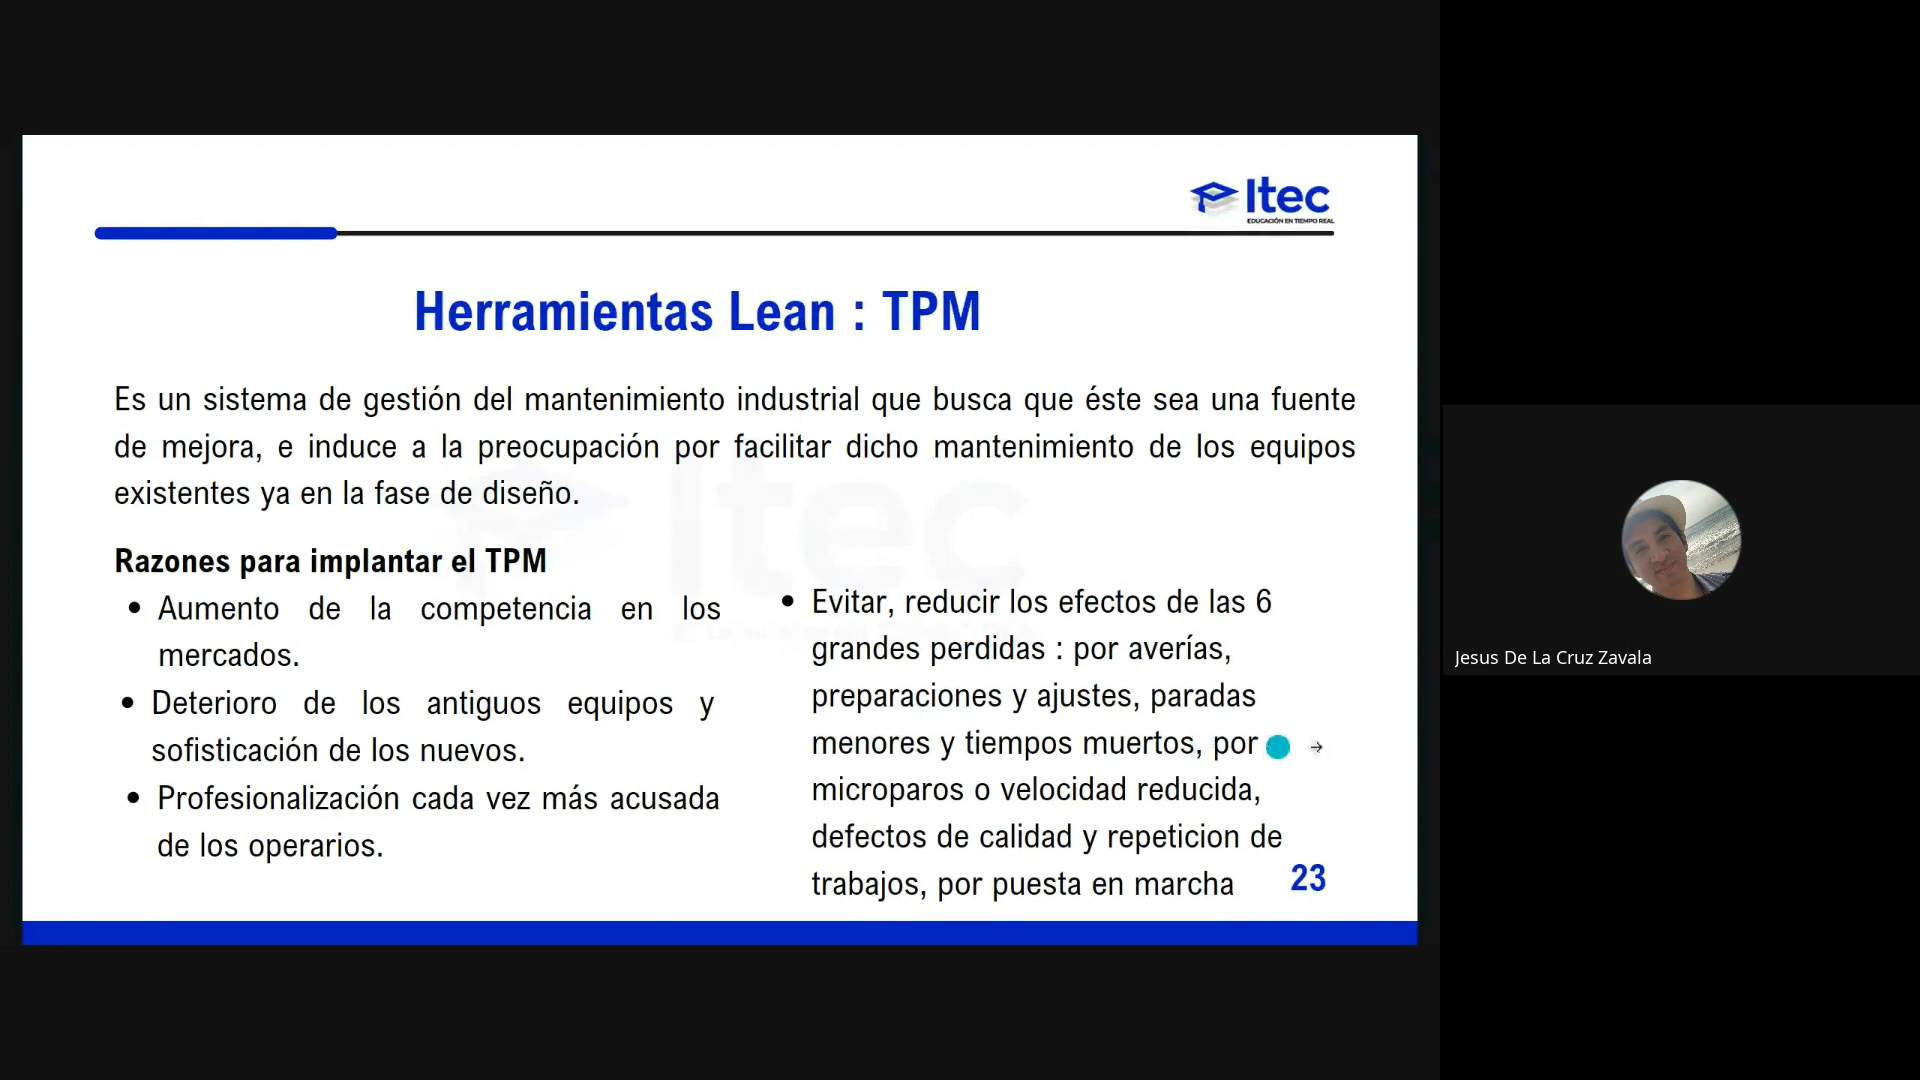 Itec
EDUCACIÓN EN TIEMPO REAL
Herramientas Lean : TPM
Es un sistema de gestión del mantenimiento industrial que busca que éste sea una fuente
de mejora, e induce a la preocupación por facilitar dicho mantenimiento de los equipos
existentes ya en la fase de diseño.
Itec
Razones para implantar el TPM
Aumento de la competencia en los
mercados.
Deterioro de los antiguos equipos y
sofisticación de los nuevos.
Profesionalización cada vez más acusada
de los operarios.
Evitar, reducir los efectos de las 6
grandes perdidas : por averías,
preparaciones y ajustes, paradas
menores y tiempos muertos, por
microparos o velocidad reducida,
defectos de calidad y repeticion de
trabajos, por puesta en marcha
23
Jesus De La Cruz Zavala